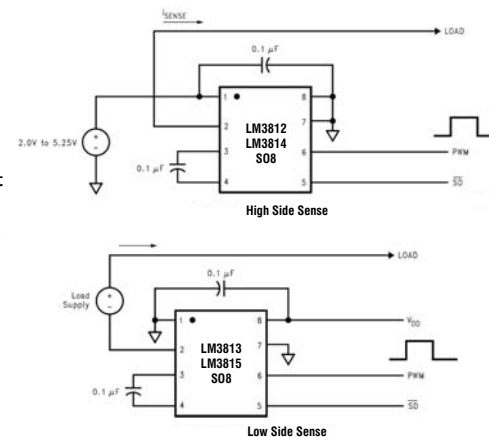 I_SENSE
LOAD
0.1 µF
1
8
2
7
3
6
4
5
LM3812
LM3814
SO8
2.0V to 5.25V
+
−
0.1 µF
PWM
S̅D̅
High Side Sense
t
LOAD
0.1 µF
Load
Supply
+
−
1
8
2
7
3
6
4
5
LM3813
LM3815
SO8
V_DD
0.1 µF
PWM
S̅D̅
Low Side Sense